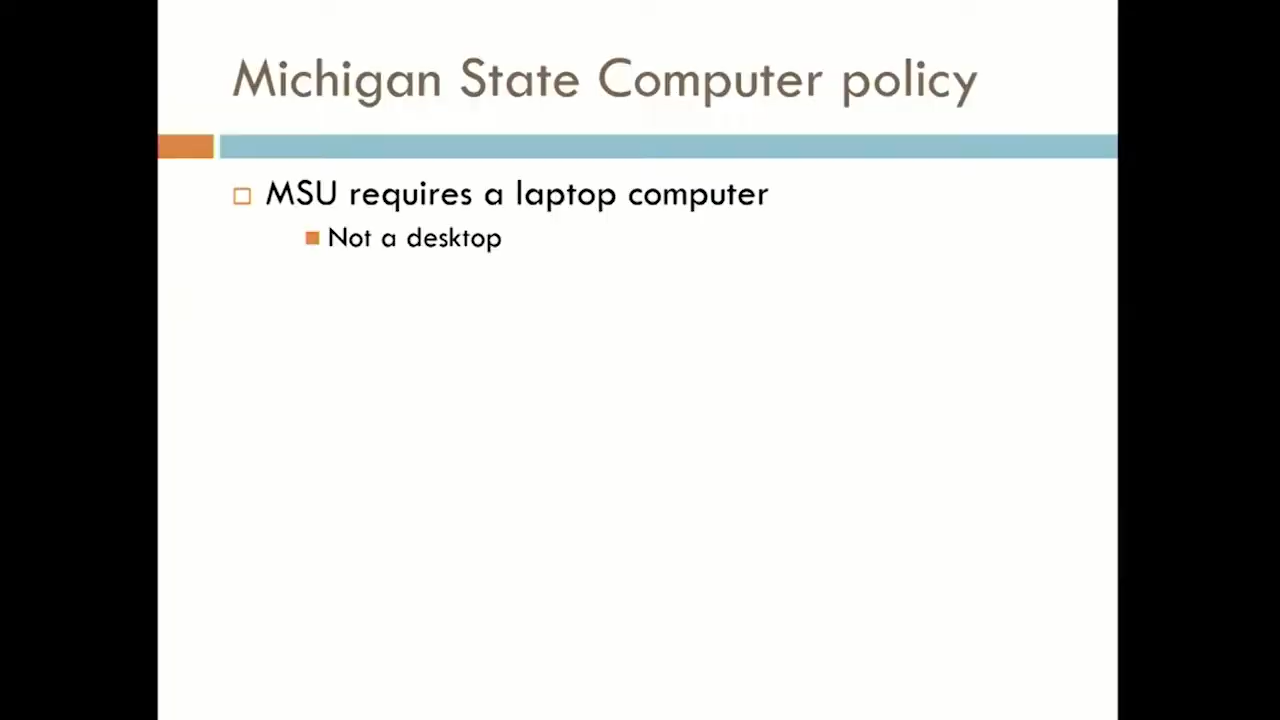 Michigan State Computer policy
MSU requires a laptop computer
Not a desktop